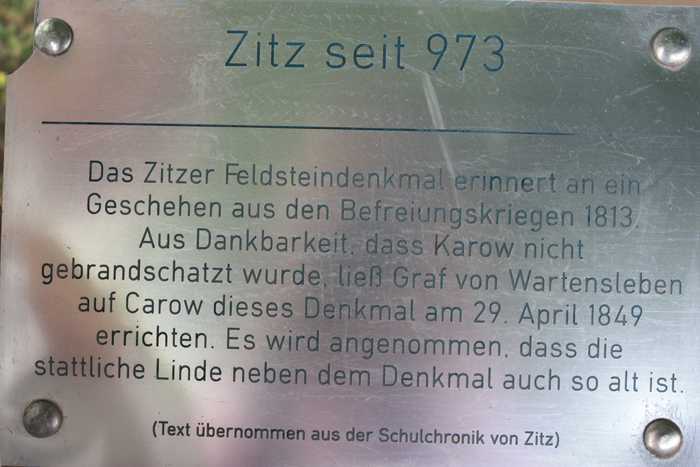 Zitz seit 973
Das Zitzer Feldsteindenkmal erinnert an ein
Geschehen aus den Befreiungskriegen 1813.
Aus Dankbarkeit, dass Karow nicht
gebrandschatzt wurde, ließ Graf von Wartensleben
auf Carow dieses Denkmal am 29. April 1849
errichten. Es wird angenommen, dass die
stattliche Linde neben dem Denkmal auch so alt ist.
(Text übernommen aus der Schulchronik von Zitz)